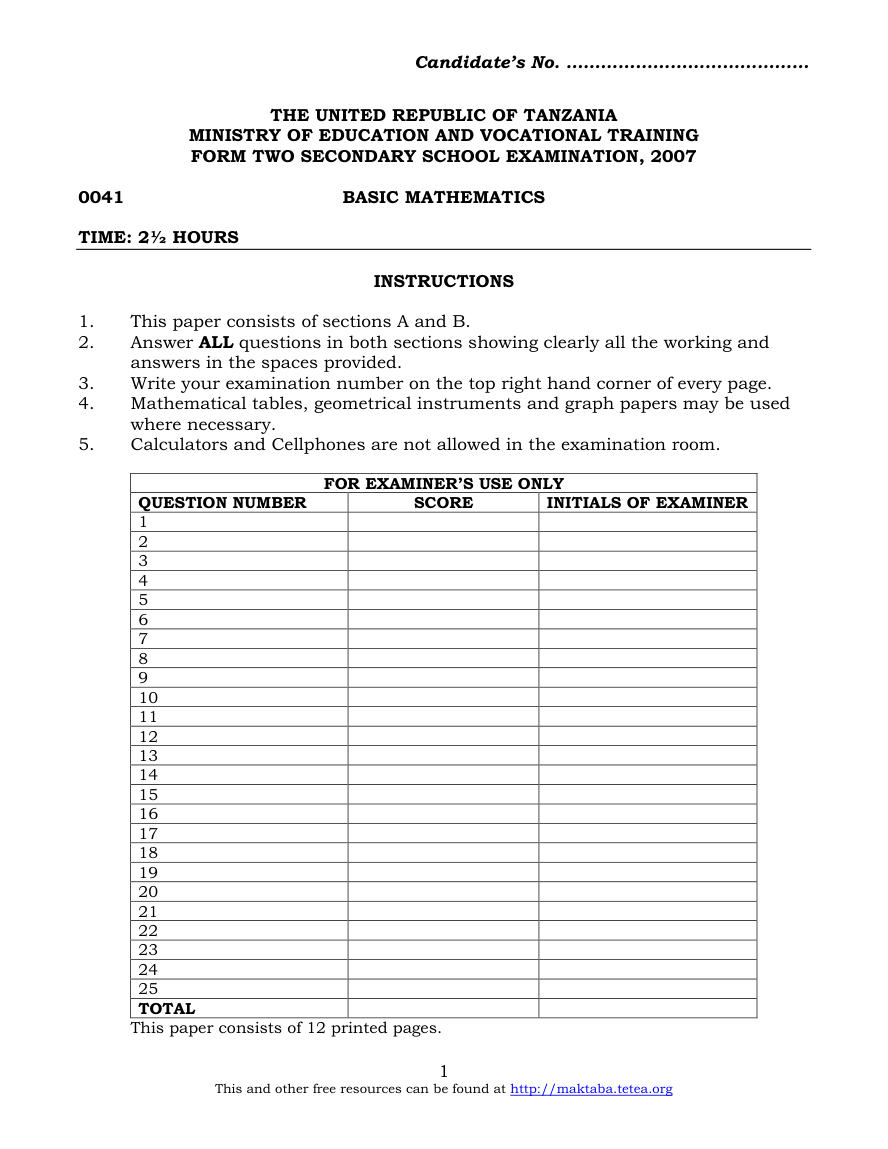 Candidate's No. ..........................................
THE UNITED REPUBLIC OF TANZANIA
MINISTRY OF EDUCATION AND VOCATIONAL TRAINING
FORM TWO SECONDARY SCHOOL EXAMINATION, 2007
0041 BASIC MATHEMATICS
TIME: 2½ HOURS
INSTRUCTIONS
1. This paper consists of sections A and B.
2. Answer ALL questions in both sections showing clearly all the working and
answers in the spaces provided.
3. Write your examination number on the top right hand corner of every page.
4. Mathematical tables, geometrical instruments and graph papers may be used
where necessary.
5. Calculators and Cellphones are not allowed in the examination room.
FOR EXAMINER'S USE ONLY
QUESTION NUMBER SCORE INITIALS OF EXAMINER
1
2
3
4
5
6
7
8
9
10
11
12
13
14
15
16
17
18
19
20
21
22
23
24
25
TOTAL
This paper consists of 12 printed pages.
1
This and other free resources can be found at http://maktaba.tetea.org